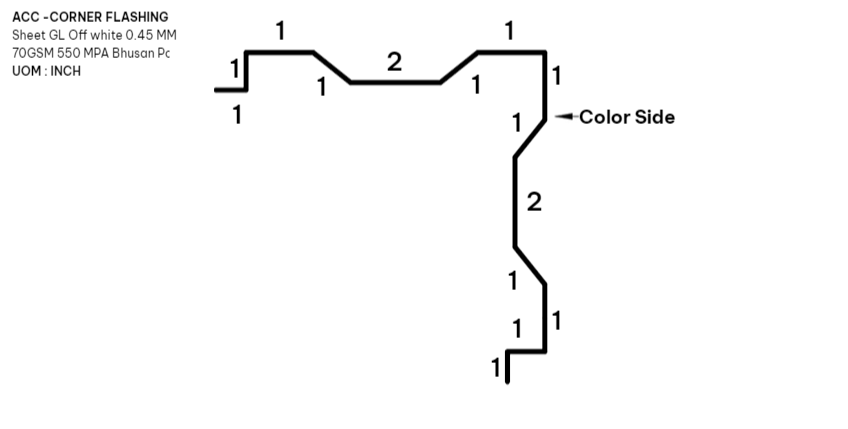 ACC -CORNER FLASHING
Sheet GL Off white 0.45 MM
70GSM 550 MPA Bhusan Pc
UOM : INCH
1
1
1
1
2
1
1
1
1
Color Side
2
1
1
1
1